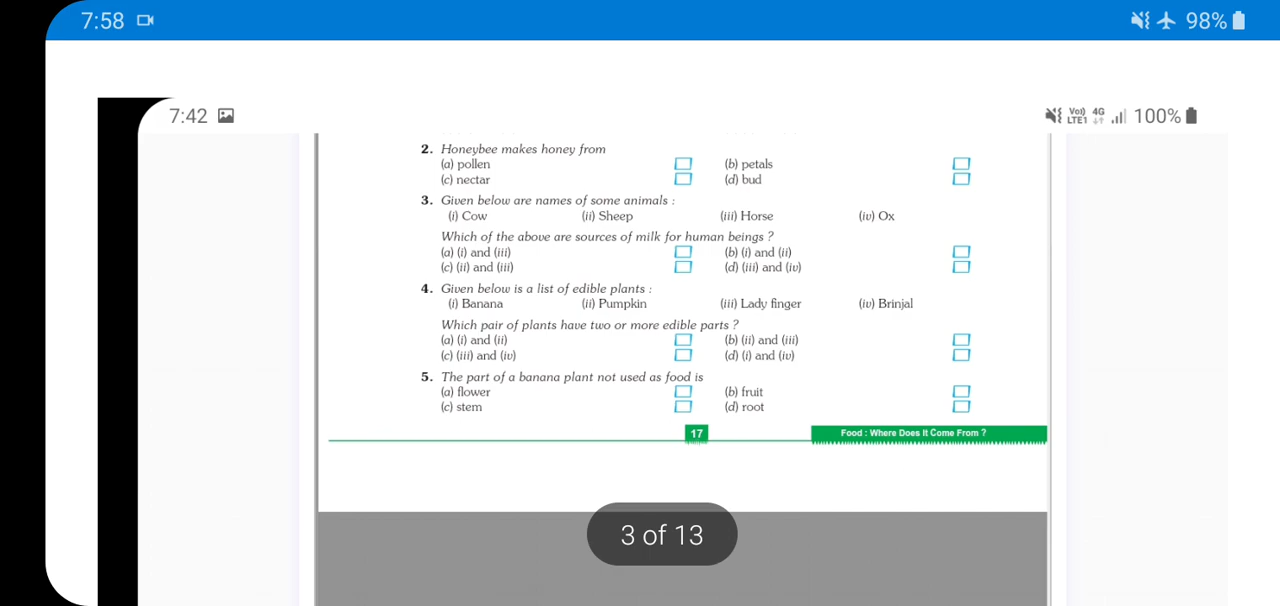 7:58 98%
7:42 Vo)) 4G LTE1 100%
2. Honeybee makes honey from
(a) pollen (b) petals
(c) nectar (d) bud
3. Given below are names of some animals :
(i) Cow (ii) Sheep (iii) Horse (iv) Ox
Which of the above are sources of milk for human beings ?
(a) (i) and (iii) (b) (i) and (ii)
(c) (ii) and (iii) (d) (iii) and (iv)
4. Given below is a list of edible plants :
(i) Banana (ii) Pumpkin (iii) Lady finger (iv) Brinjal
Which pair of plants have two or more edible parts ?
(a) (i) and (ii) (b) (ii) and (iii)
(c) (iii) and (iv) (d) (i) and (iv)
5. The part of a banana plant not used as food is
(a) flower (b) fruit
(c) stem (d) root
17 Food : Where Does It Come From ?
3 of 13